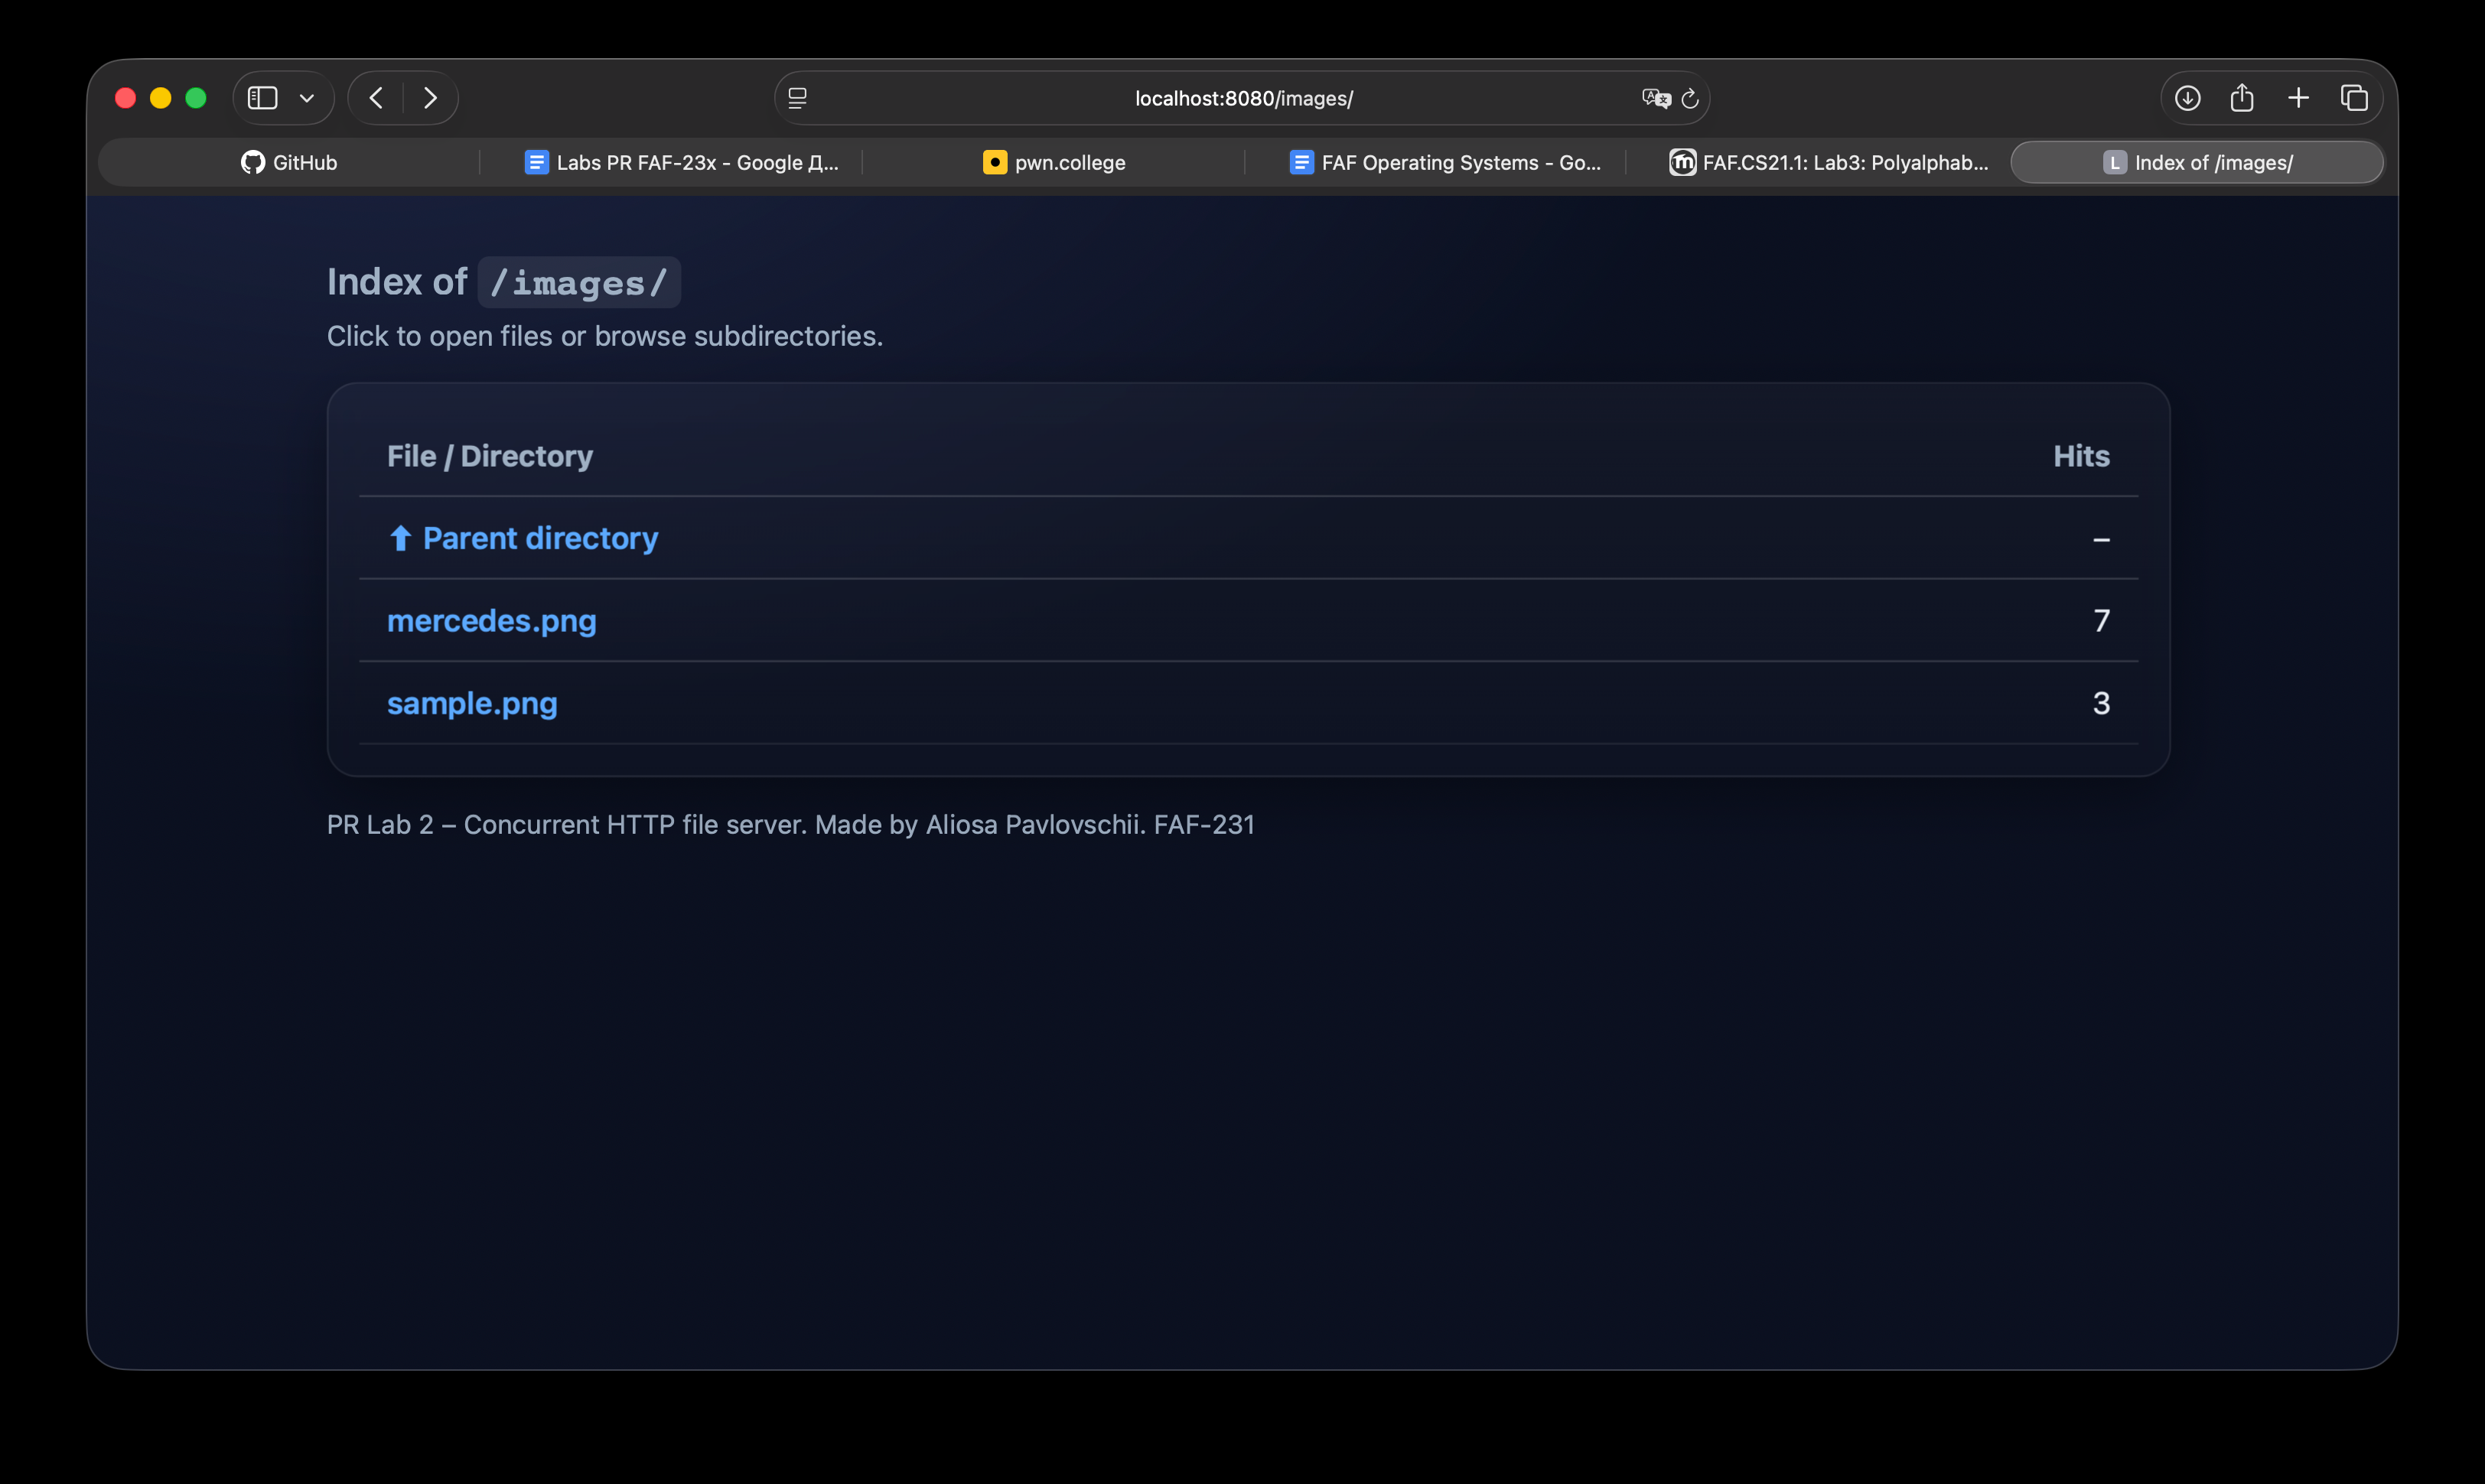 localhost:8080/images/
GitHub
Labs PR FAF-23x - Google Д...
pwn.college
FAF Operating Systems - Go...
FAF.CS21.1: Lab3: Polyalphab...
L Index of /images/
Index of /images/
Click to open files or browse subdirectories.
File / Directory Hits
⬆ Parent directory –
mercedes.png 7
sample.png 3
PR Lab 2 – Concurrent HTTP file server. Made by Aliosa Pavlovschii. FAF-231